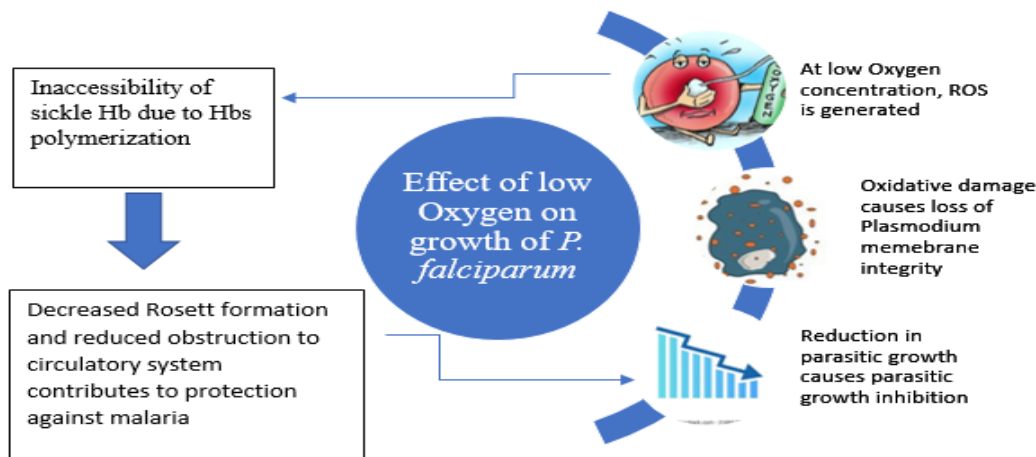 Inaccessibility of
sickle Hb due to Hbs
polymerization
Decreased Rosett formation
and reduced obstruction to
circulatory system
contributes to protection
against malaria
Effect of low
Oxygen on
growth of P.
falciparum
OXYGEN
At low Oxygen
concentration, ROS
is generated
Oxidative damage
causes loss of
Plasmodium
memebrane
integrity
Reduction in
parasitic growth
causes parasitic
growth inhibition